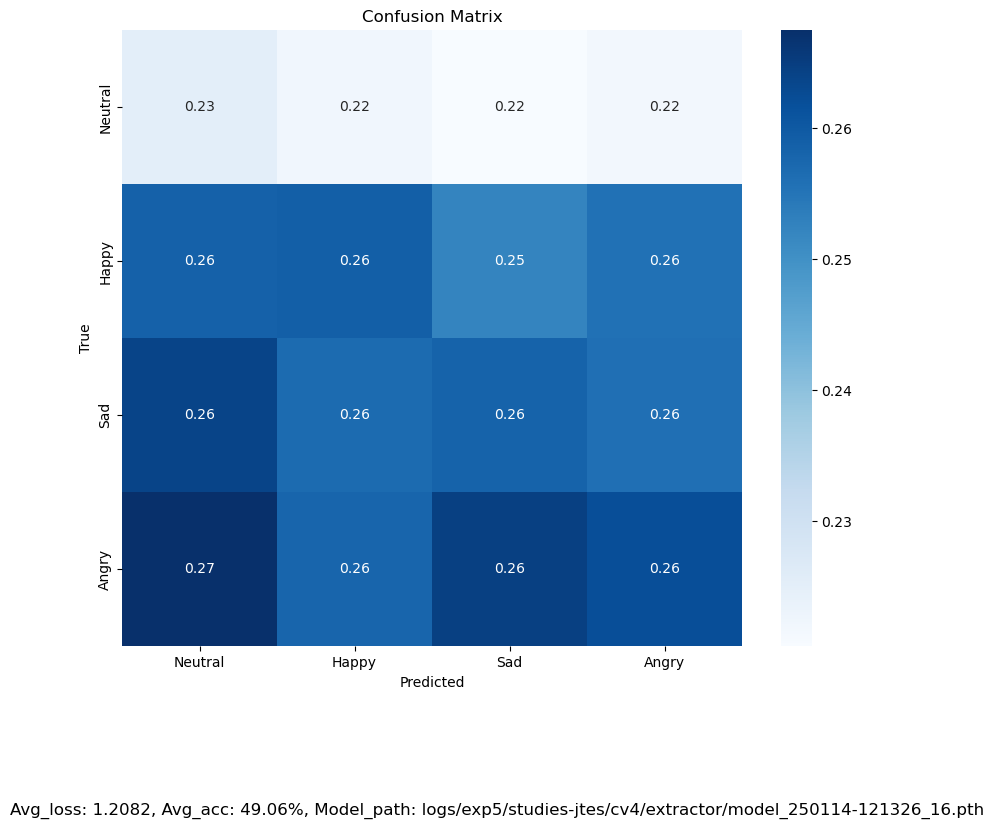 Confusion Matrix
Neutral
0.23 0.22 0.22 0.22
Happy
0.26 0.26 0.25 0.26
Sad
0.26 0.26 0.26 0.26
Angry
0.27 0.26 0.26 0.26
True
Neutral Happy Sad Angry
Predicted
0.26
0.25
0.24
0.23
Avg_loss: 1.2082, Avg_acc: 49.06%, Model_path: logs/exp5/studies-jtes/cv4/extractor/model_250114-121326_16.pth